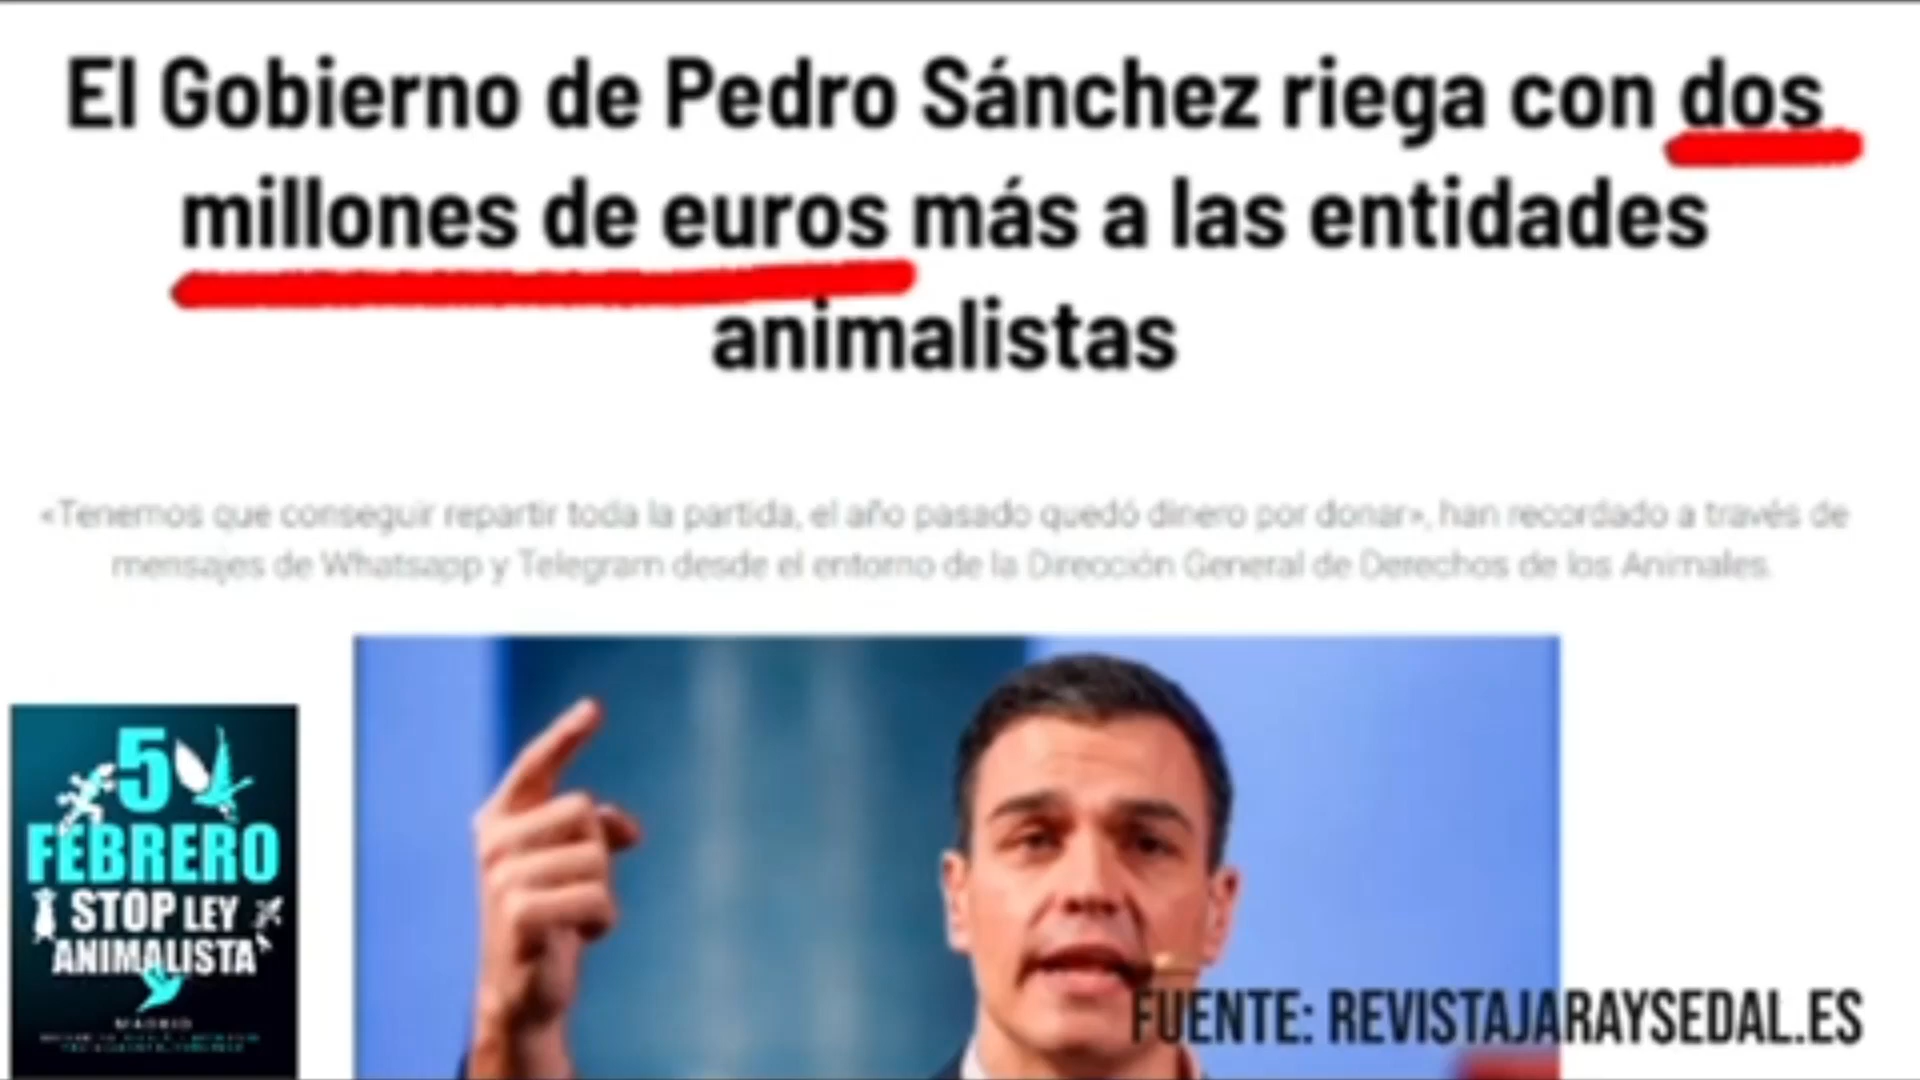 El Gobierno de Pedro Sánchez riega con dos
millones de euros más a las entidades
animalistas
«Tenemos que conseguir repartir toda la partida, el año pasado quedó dinero por donar», han recordado a través de
mensajes de Whatsapp y Telegram desde el entorno de la Dirección General de Derechos de los Animales.
5
FEBRERO
STOP LEY
ANIMALISTA
MADRID
FUENTE: REVISTAJARAYSEDAL.ES